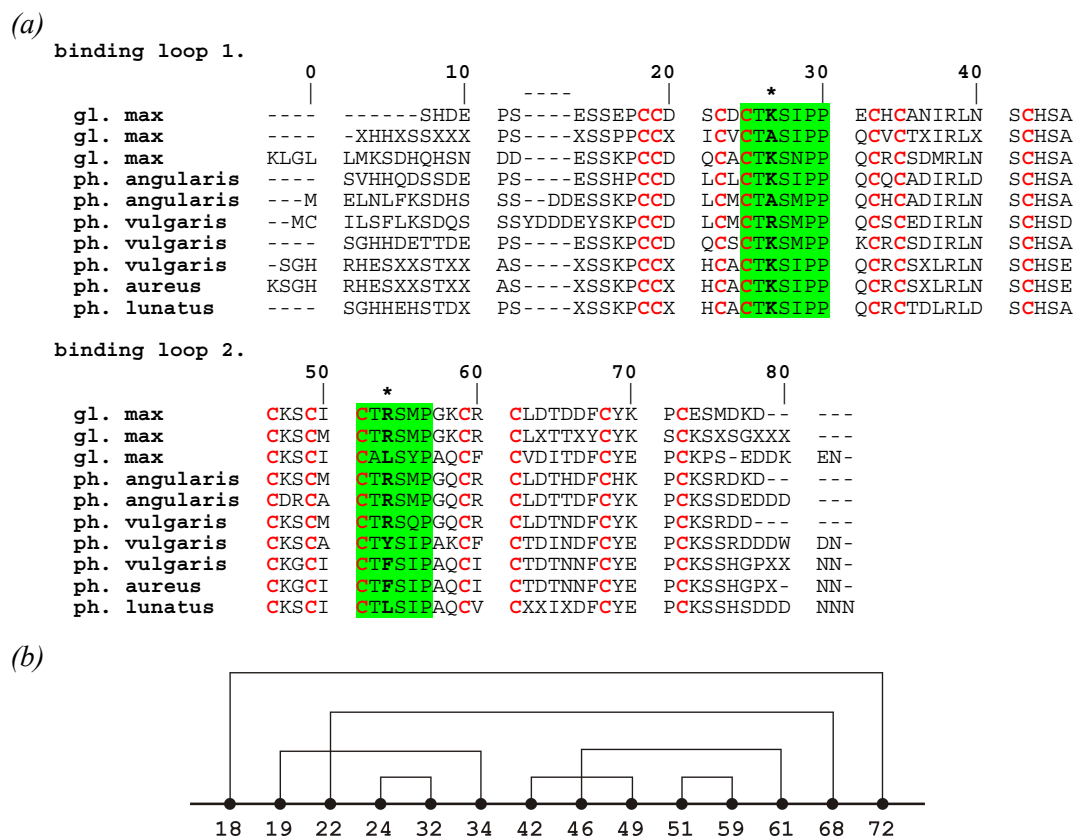 (a)
binding loop 1.
0 10 20 30 40
---- *
gl. max ---- ------SHDE PS----ESSEPCCD SCDCTKSIPP ECHCANIRLN SCHSA
gl. max ---- -XHHXSSXXX PS----ESSPPCCX ICVCTASIPP QCVCTXIRLX SCHSA
gl. max KLGL LMKSDHQHSN DD----ESSKPCCD QCACTKSNPP QCRCSDMRLN SCHSA
ph. angularis ---- SVHHQDSSDE PS----ESSHPCCD LCLCTKSIPP QCQCADIRLD SCHSA
ph. angularis ---M ELNLFKSDHS SS--DDESSKPCCD LCMCTASMPP QCHCADIRLD SCHSA
ph. vulgaris --MC ILSFLKSDQS SSYDDDEYSKPCCD LCMCTRSMPP QCSCEDIRLD SCHSD
ph. vulgaris ---- SGHHDETTDE PS----ESSKPCCD QCSCTKSMPP KCRCSDIRLN SCHSA
ph. vulgaris -SGH RHESXXSTXX AS----XSSKPCCX HCACTKSIPP QCRCSXLRLN SCHSE
ph. aureus KSGH RHESXXSTXX AS----XSSKPCCX HCACTKSIPP QCRCSXLRLN SCHSE
ph. lunatus ---- SGHHEHSTDX PS----XSSKPCCX HCACTKSIPP QCRCTDLRLD SCHSA
binding loop 2.
50 60 70 80
*
gl. max CKSCI CTRSMPGKCR CLDTDDFCYK PCESMDKD-- ---
gl. max CKSCM CTRSMPGKCR CLXTTXYCYK SCKSXSGXXX ---
gl. max CKSCI CALSYPAQCF CVDITDFCYE PCKPS-EDDK EN-
ph. angularis CKSCM CTRSMPGQCR CLDTHDFCHK PCKSRDKD-- ---
ph. angularis CDRCA CTRSMPGQCR CLDTTDFCYK PCKSSDEDDD ---
ph. vulgaris CKSCM CTRSQPGQCR CLDTNDFCYK PCKSRDD--- ---
ph. vulgaris CKSCA CTYSIPAKCF CTDINDFCYE PCKSSRDDDW DN-
ph. vulgaris CKGCI CTFSIPAQCI CTDTNNFCYE PCKSSHGPXX NN-
ph. aureus CKGCI CTFSIPAQCI CTDTNNFCYE PCKSSHGPX- NN-
ph. lunatus CKSCI CTLSIPAQCV CXXIXDFCYE PCKSSHSDDD NNN
(b)
18 19 22 24 32 34 42 46 49 51 59 61 68 72